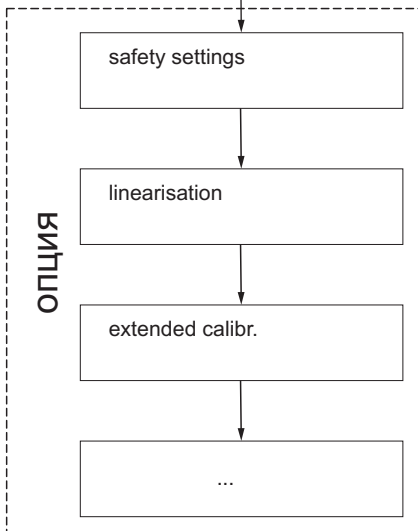 safety settings
linearisation
ОПЦИЯ
extended calibr.
...